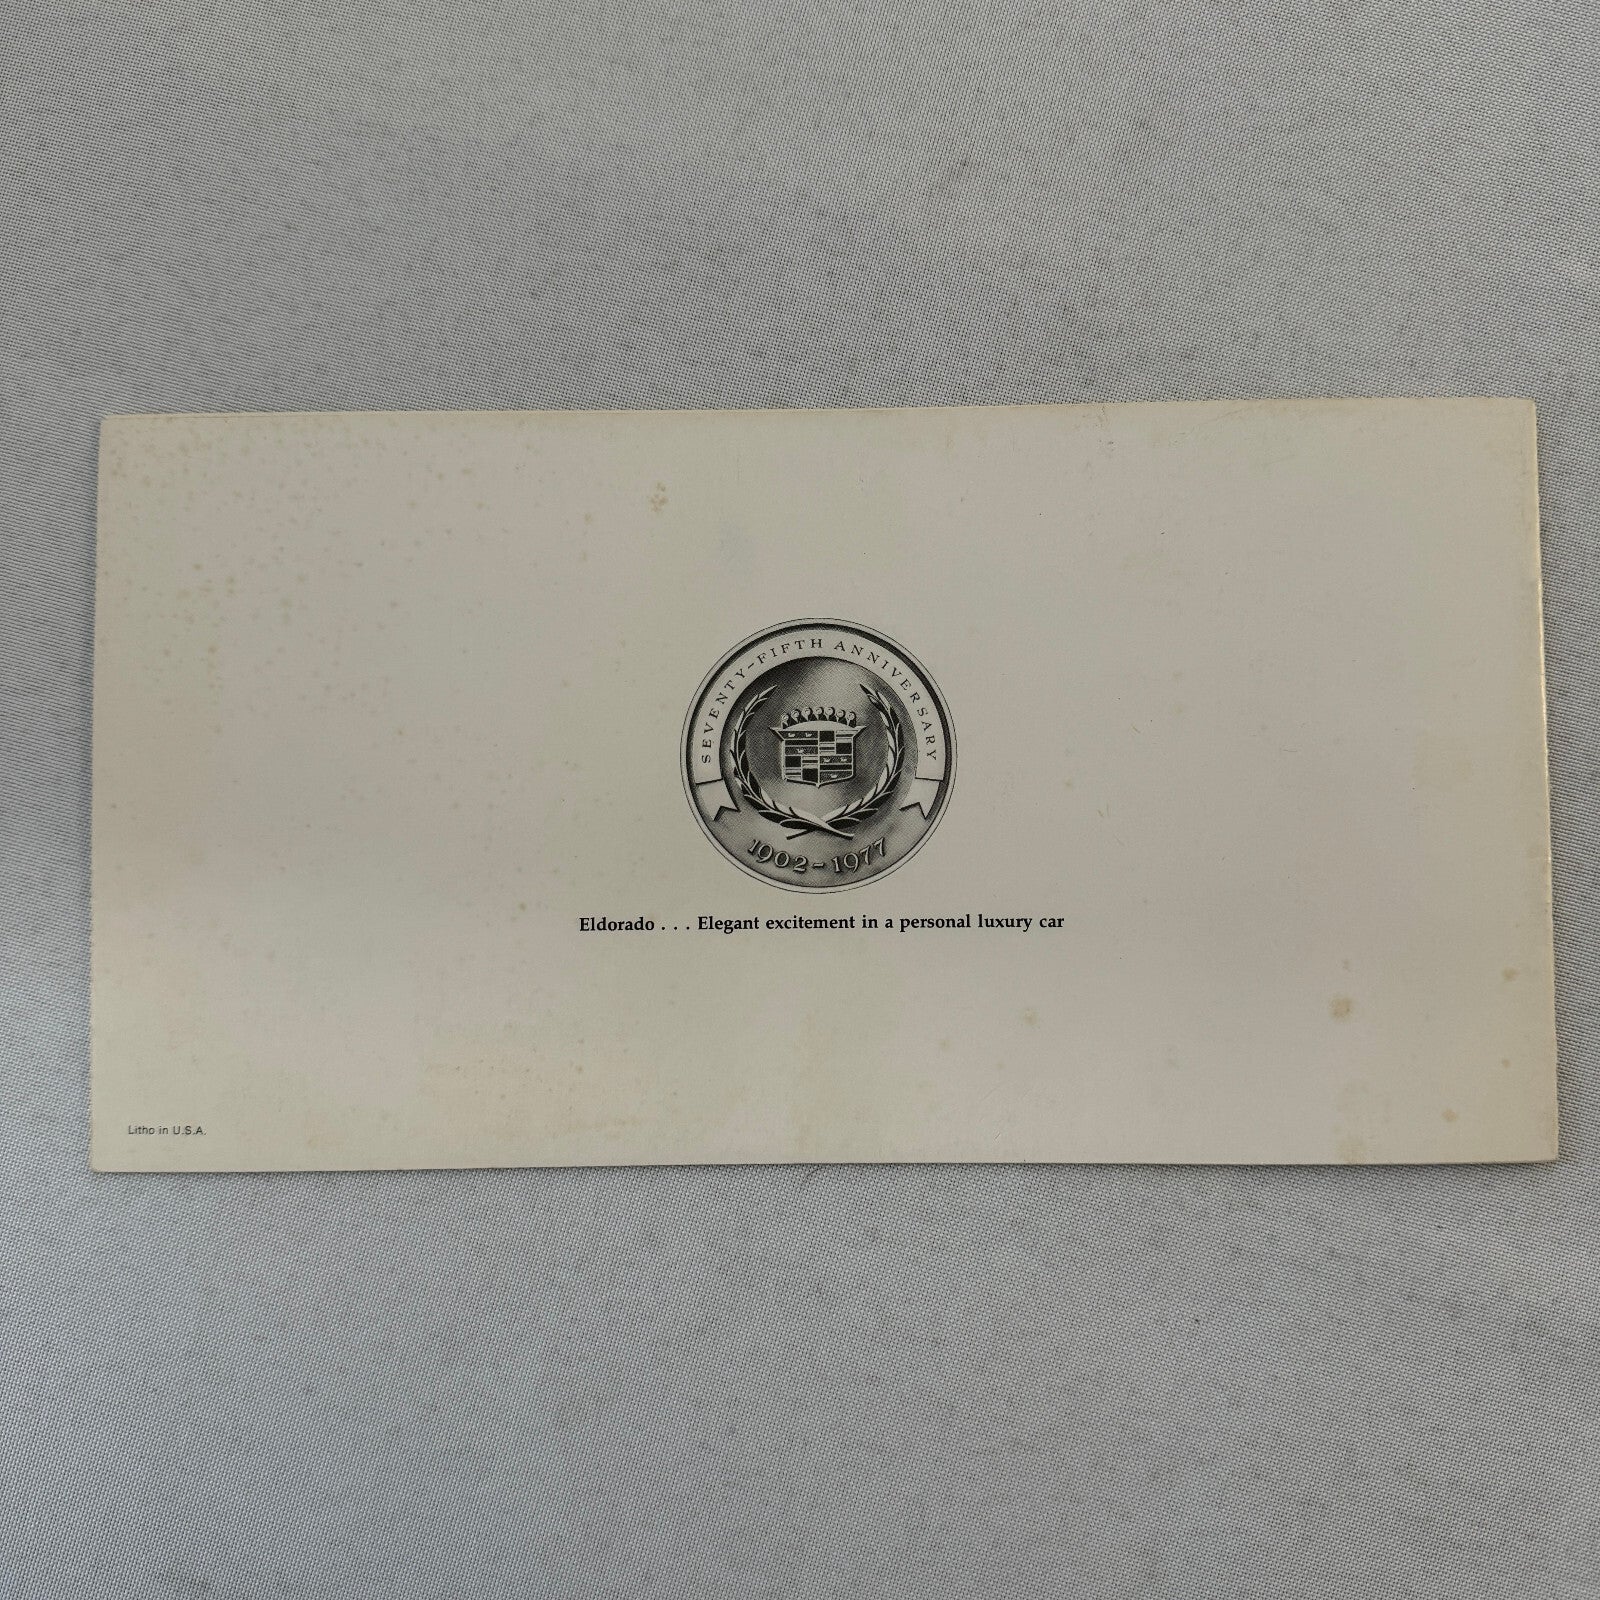 SEVENTY-FIFTH ANNIVERSARY
1902-1977
Eldorado . . . Elegant excitement in a personal luxury car
Litho in U.S.A.